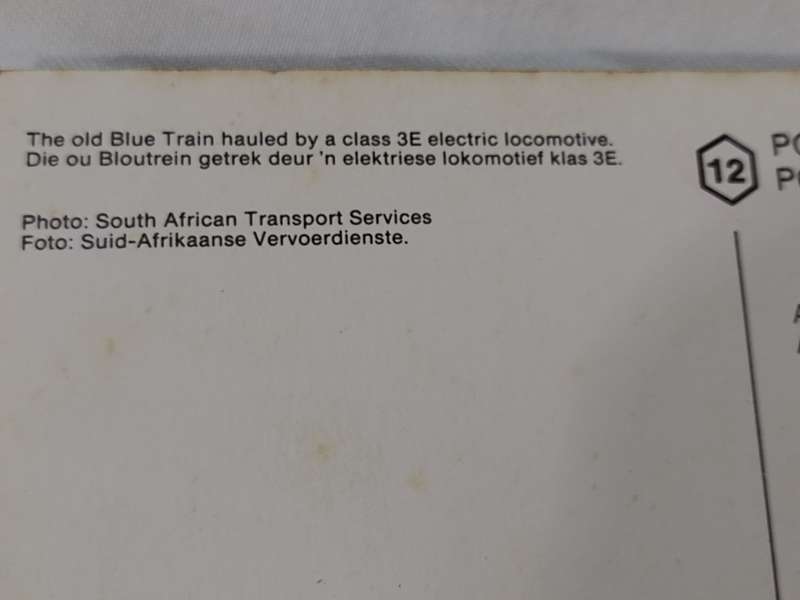 The old Blue Train hauled by a class 3E electric locomotive.
Die ou Bloutrein getrek deur 'n elektriese lokomotief klas 3E.
Photo: South African Transport Services
Foto: Suid-Afrikaanse Vervoerdienste.
12